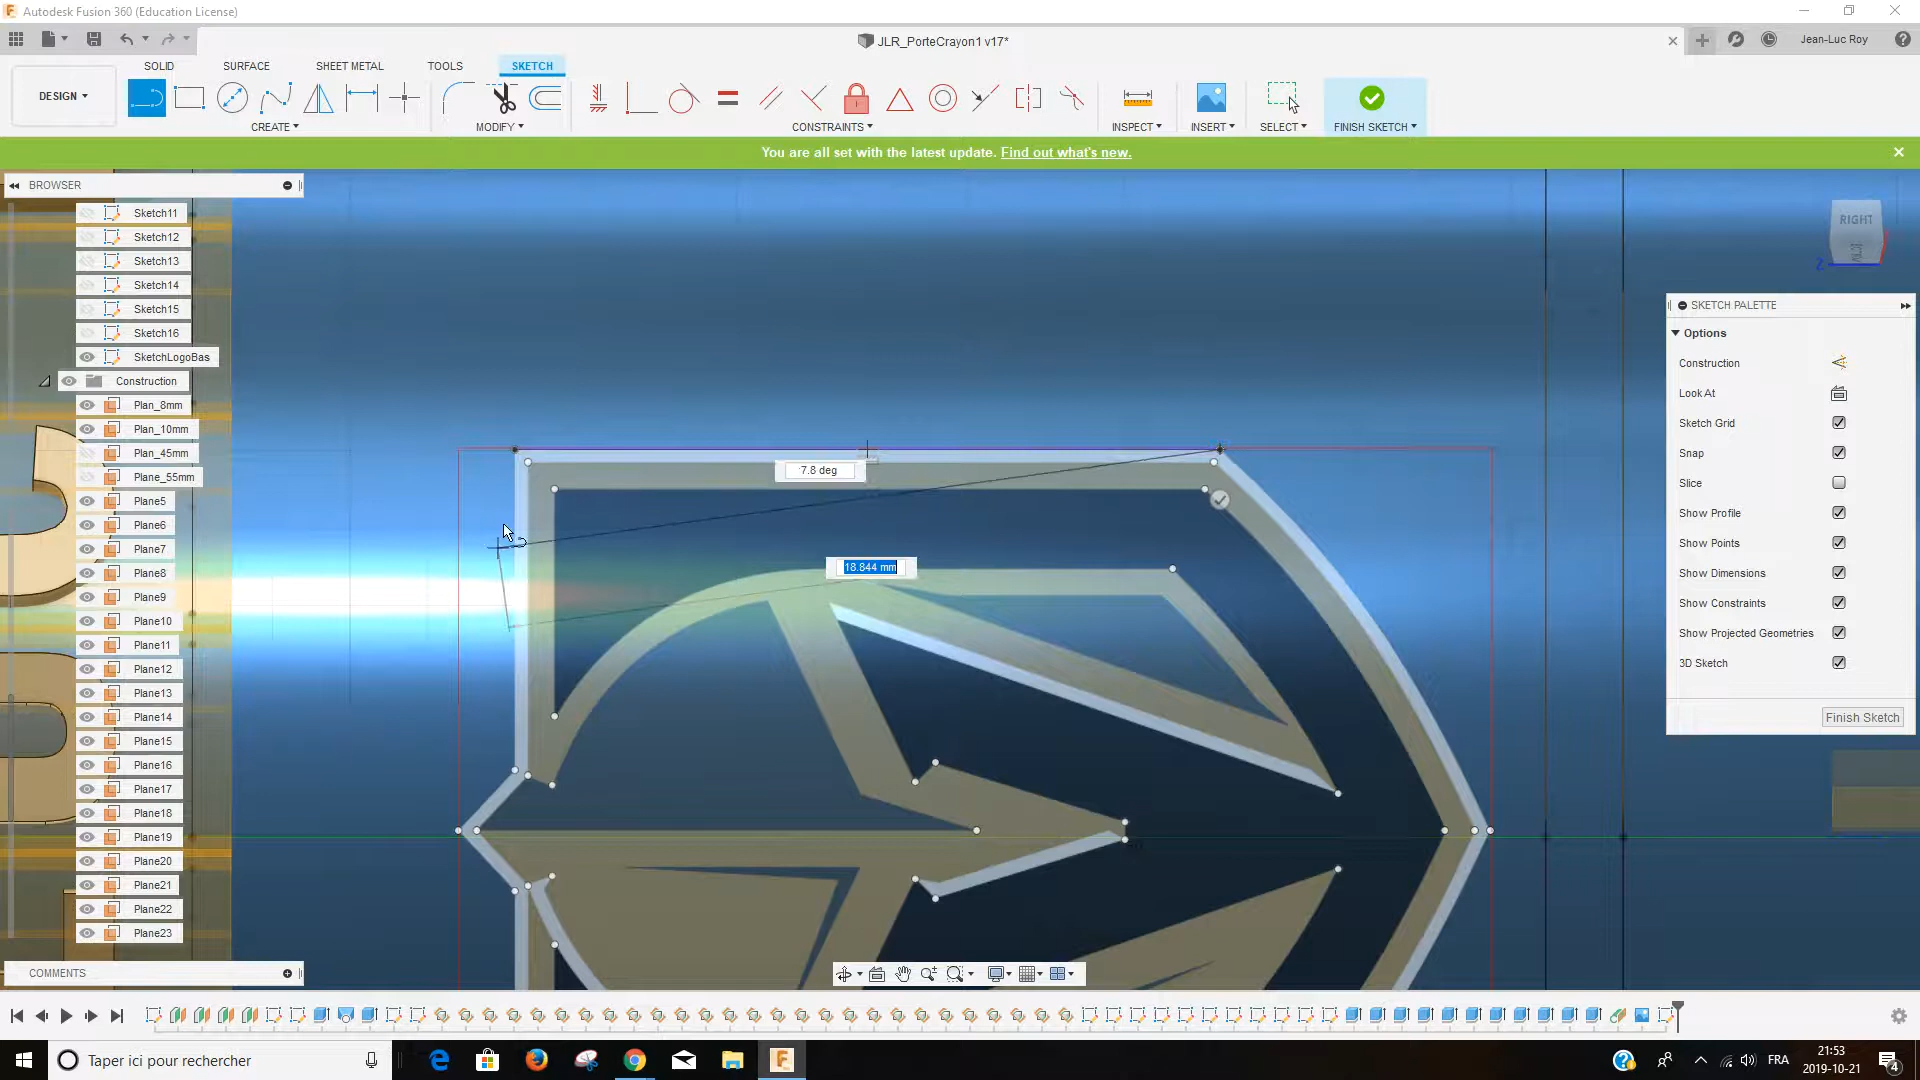 Autodesk Fusion 360 (Education License)
JLR_PorteCrayon1 v17*
Jean-Luc Roy
DESIGN
SOLID
SURFACE
SHEET METAL
TOOLS
SKETCH
CREATE
MODIFY
CONSTRAINTS
INSPECT
INSERT
SELECT
FINISH SKETCH
You are all set with the latest update. Find out what's new.
BROWSER
Sketch11
Sketch12
Sketch13
Sketch14
Sketch15
Sketch16
SketchLogoBas
Construction
Plan_8mm
Plan_10mm
Plan_45mm
Plane_55mm
Plane5
Plane6
Plane7
Plane8
Plane9
Plane10
Plane11
Plane12
Plane13
Plane14
Plane15
Plane16
Plane17
Plane18
Plane19
Plane20
Plane21
Plane22
Plane23
COMMENTS
7.8 deg
18.844 mm
RIGHT
Z
SKETCH PALETTE
Options
Construction
Look At
Sketch Grid
Snap
Slice
Show Profile
Show Points
Show Dimensions
Show Constraints
Show Projected Geometries
3D Sketch
Finish Sketch
Taper ici pour rechercher
FRA
21:53
2019-10-21
4